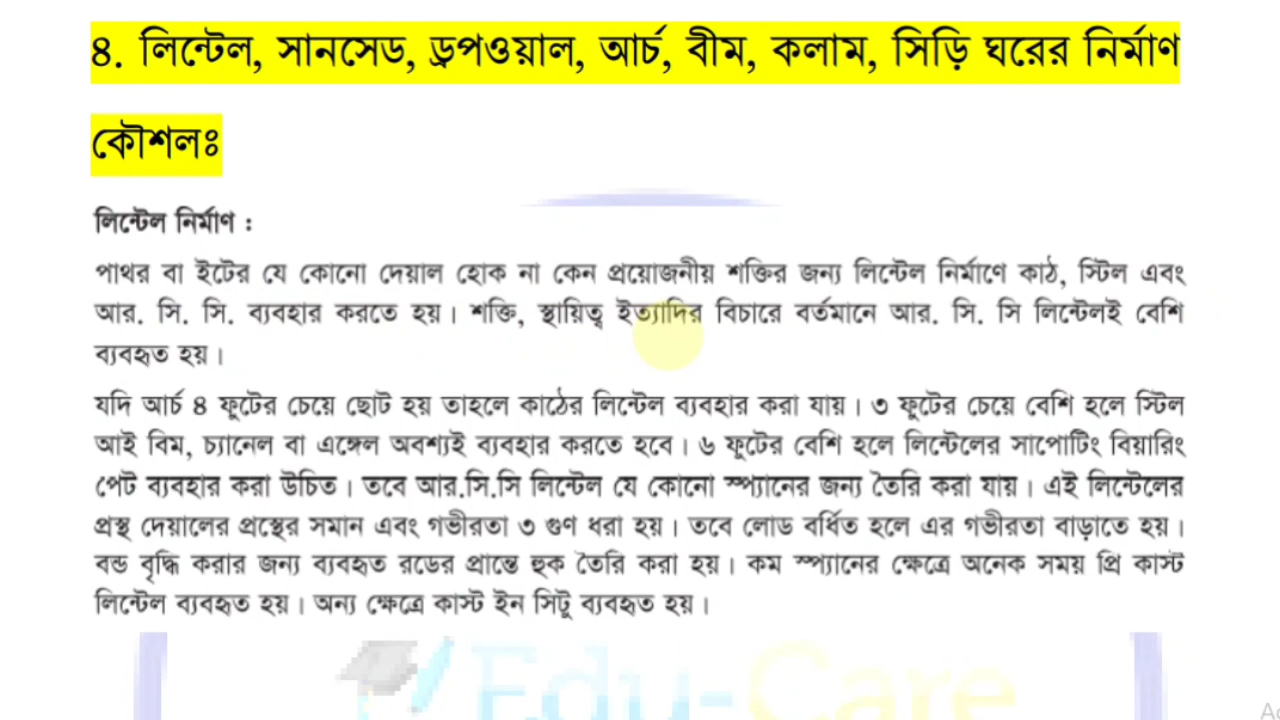 ৪. লিন্টেল, সানসেড, ড্রপওয়াল, আর্চ, বীম, কলাম, সিড়ি ঘরের নির্মাণ
কৌশলঃ
লিন্টেল নির্মাণ :
পাথর বা ইটের যে কোনো দেয়াল হোক না কেন প্রয়োজনীয় শক্তির জন্য লিন্টেল নির্মাণে কাঠ, স্টিল এবং
আর. সি. সি. ব্যবহার করতে হয়। শক্তি, স্থায়িত্ব ইত্যাদির বিচারে বর্তমানে আর. সি. সি লিন্টেলই বেশি
ব্যবহৃত হয়।
যদি আর্চ ৪ ফুটের চেয়ে ছোট হয় তাহলে কাঠের লিন্টেল ব্যবহার করা যায়। ৩ ফুটের চেয়ে বেশি হলে স্টিল
আই বিম, চ্যানেল বা এঙ্গেল অবশ্যই ব্যবহার করতে হবে। ৬ ফুটের বেশি হলে লিন্টেলের সাপোটিং বিয়ারিং
পেট ব্যবহার করা উচিত। তবে আর.সি.সি লিন্টেল যে কোনো স্প্যানের জন্য তৈরি করা যায়। এই লিন্টেলের
প্রস্থ দেয়ালের প্রস্থের সমান এবং গভীরতা ৩ গুণ ধরা হয়। তবে লোড বর্ধিত হলে এর গভীরতা বাড়াতে হয়।
বন্ড বৃদ্ধি করার জন্য ব্যবহৃত রডের প্রান্তে হুক তৈরি করা হয়। কম স্প্যানের ক্ষেত্রে অনেক সময় প্রি কাস্ট
লিন্টেল ব্যবহৃত হয়। অন্য ক্ষেত্রে কাস্ট ইন সিটু ব্যবহৃত হয়।
Edu-Care